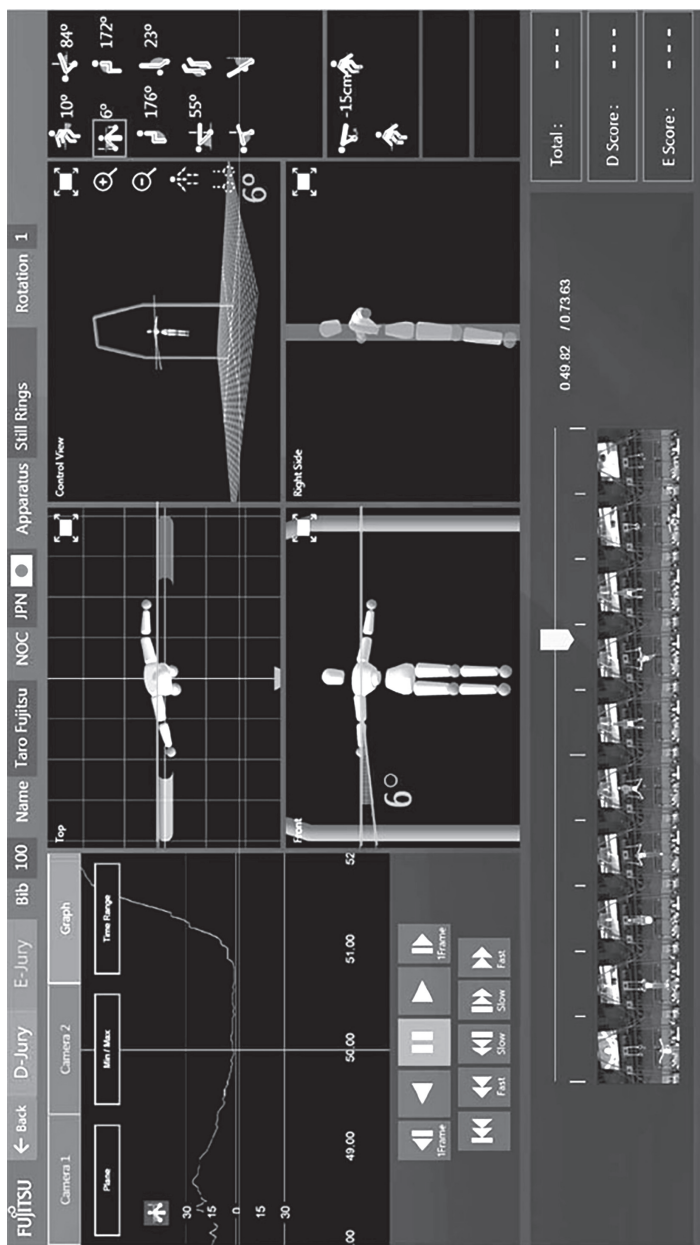 FUJITSU ← Back D-Jury E-Jury Bib 100 Name Taro Fujitsu NOC JPN Apparatus Still Rings Rotation 1
Camera 1 Camera 2 Graph
Plane Min / Max Time Range
30
15
0
15
30
.00 49.00 50.00 51.00 52
1Frame 1Frame
Fast Slow Slow Fast
Top
Control View
6°
Front
6°
Right Side
10° 84°
6° 172°
176° 23°
55°
-15cm
0.49.82 / 0.73.63
Total : - - -
D Score : - - -
E Score : - - -